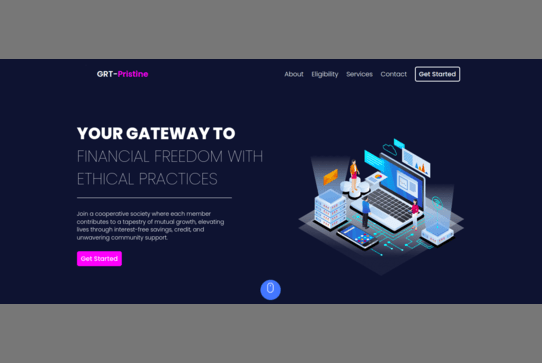 GRT-Pristine
About Eligibility Services Contact Get Started
YOUR GATEWAY TO
FINANCIAL FREEDOM WITH
ETHICAL PRACTICES
Join a cooperative society where each member
contributes to a tapestry of mutual growth, elevating
lives through interest-free savings, credit, and
unwavering community support.
Get Started